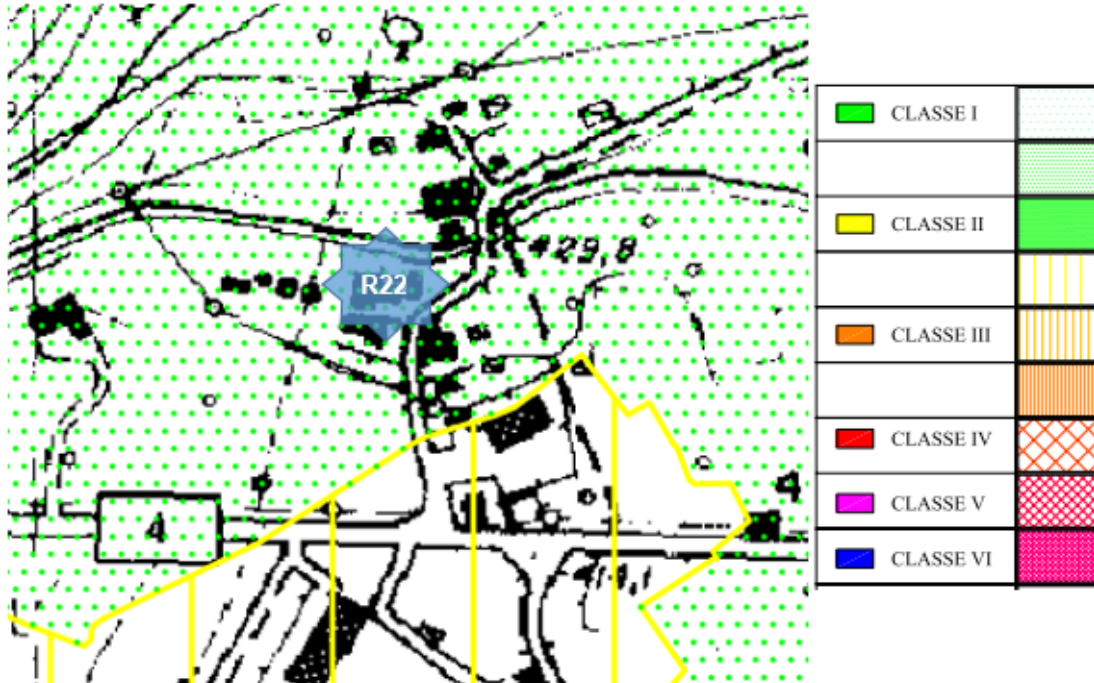 429,8
R22
4
4
CLASSE I
CLASSE II
CLASSE III
CLASSE IV
CLASSE V
CLASSE VI